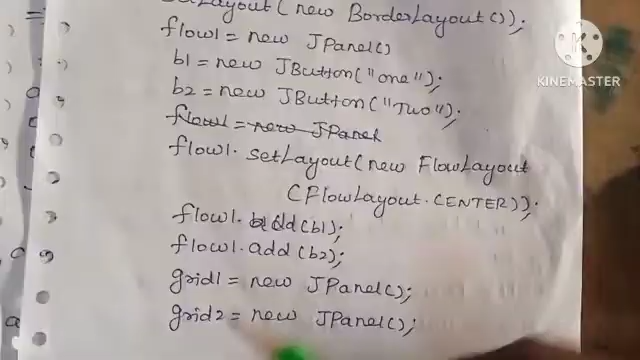 setLayout(new BorderLayout());
flow1 = new JPanel()
b1 = new JButton("one");
b2 = new JButton("Two");
flow1 = new JPanel
flow1. setLayout(new FlowLayout
(FlowLayout.CENTER));
flow1. add(b1);
flow1. add(b2);
grid1 = new JPanel();
grid2 = new JPanel();
KINEMASTER